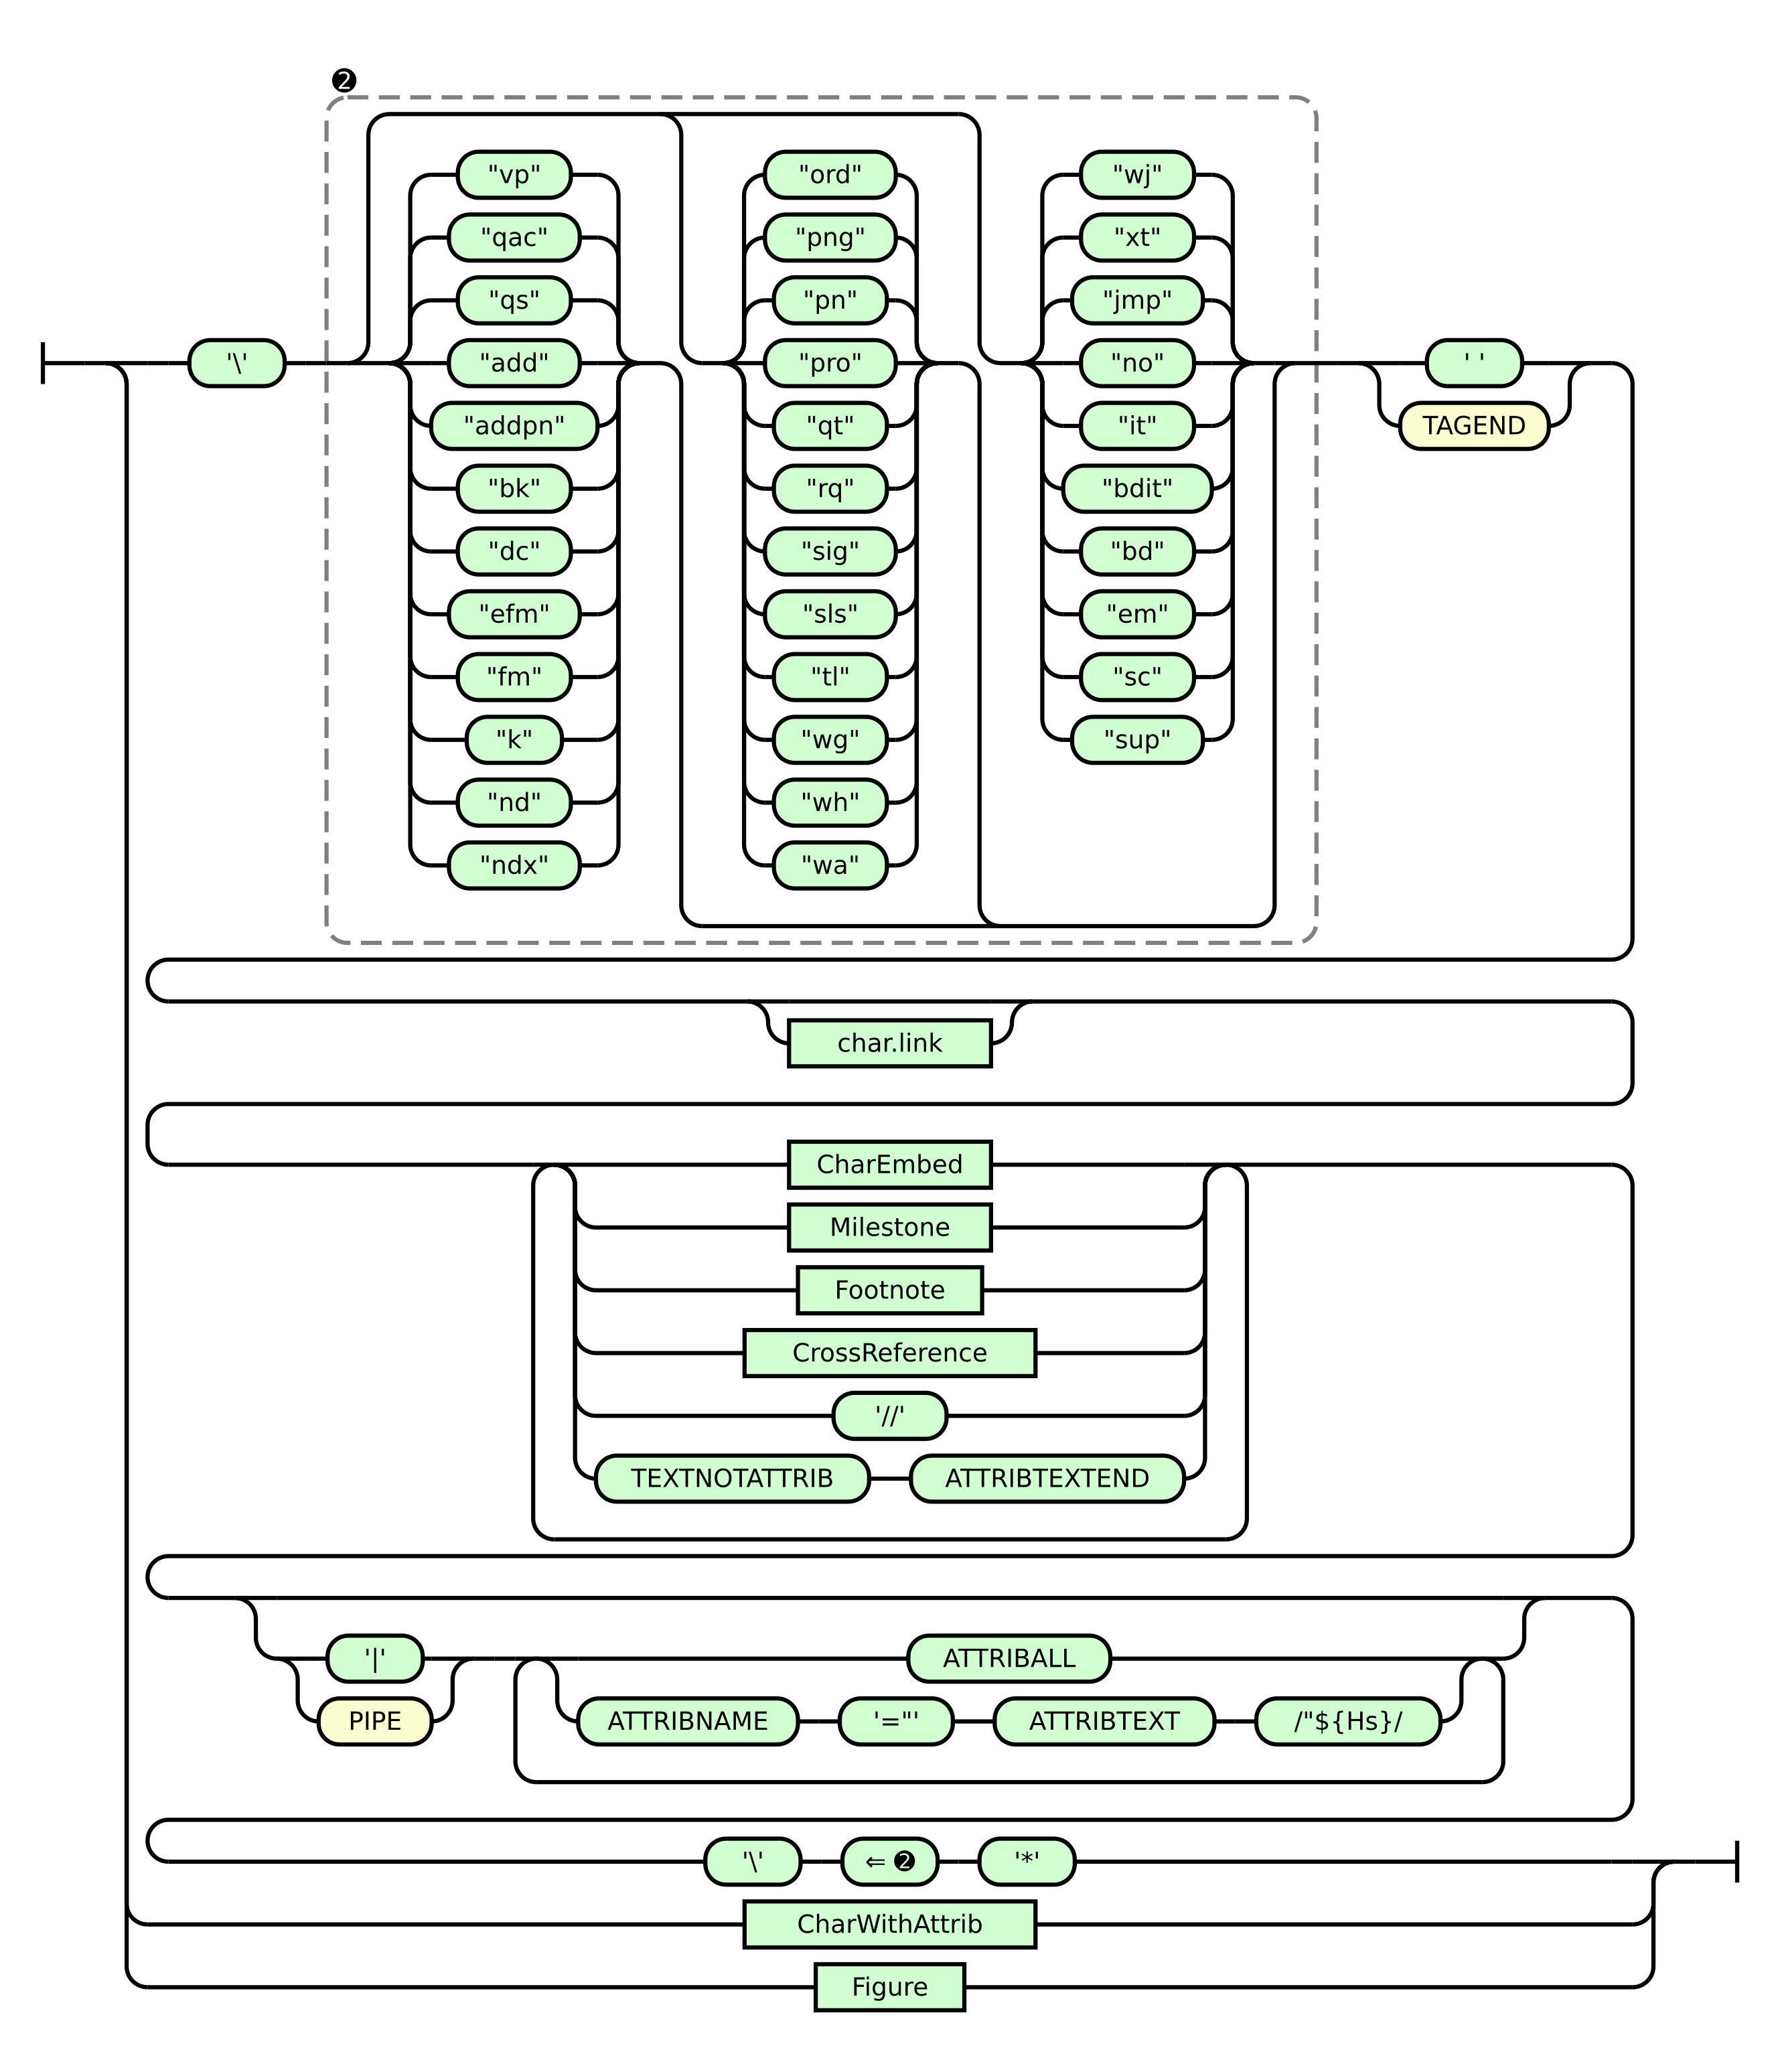 ❷
"vp" "ord" "wj"
"qac" "png" "xt"
"qs" "pn" "jmp"
'\' "add" "pro" "no" ' '
"addpn" "qt" "it" TAGEND
"bk" "rq" "bdit"
"dc" "sig" "bd"
"efm" "sls" "em"
"fm" "tl" "sc"
"k" "wg" "sup"
"nd" "wh"
"ndx" "wa"
char.link
CharEmbed
Milestone
Footnote
CrossReference
'//'
TEXTNOTATTRIB ATTRIBTEXTEND
'|' ATTRIBALL
PIPE ATTRIBNAME '="' ATTRIBTEXT /"${Hs}/
'\' ⇐ ❷ '*'
CharWithAttrib
Figure